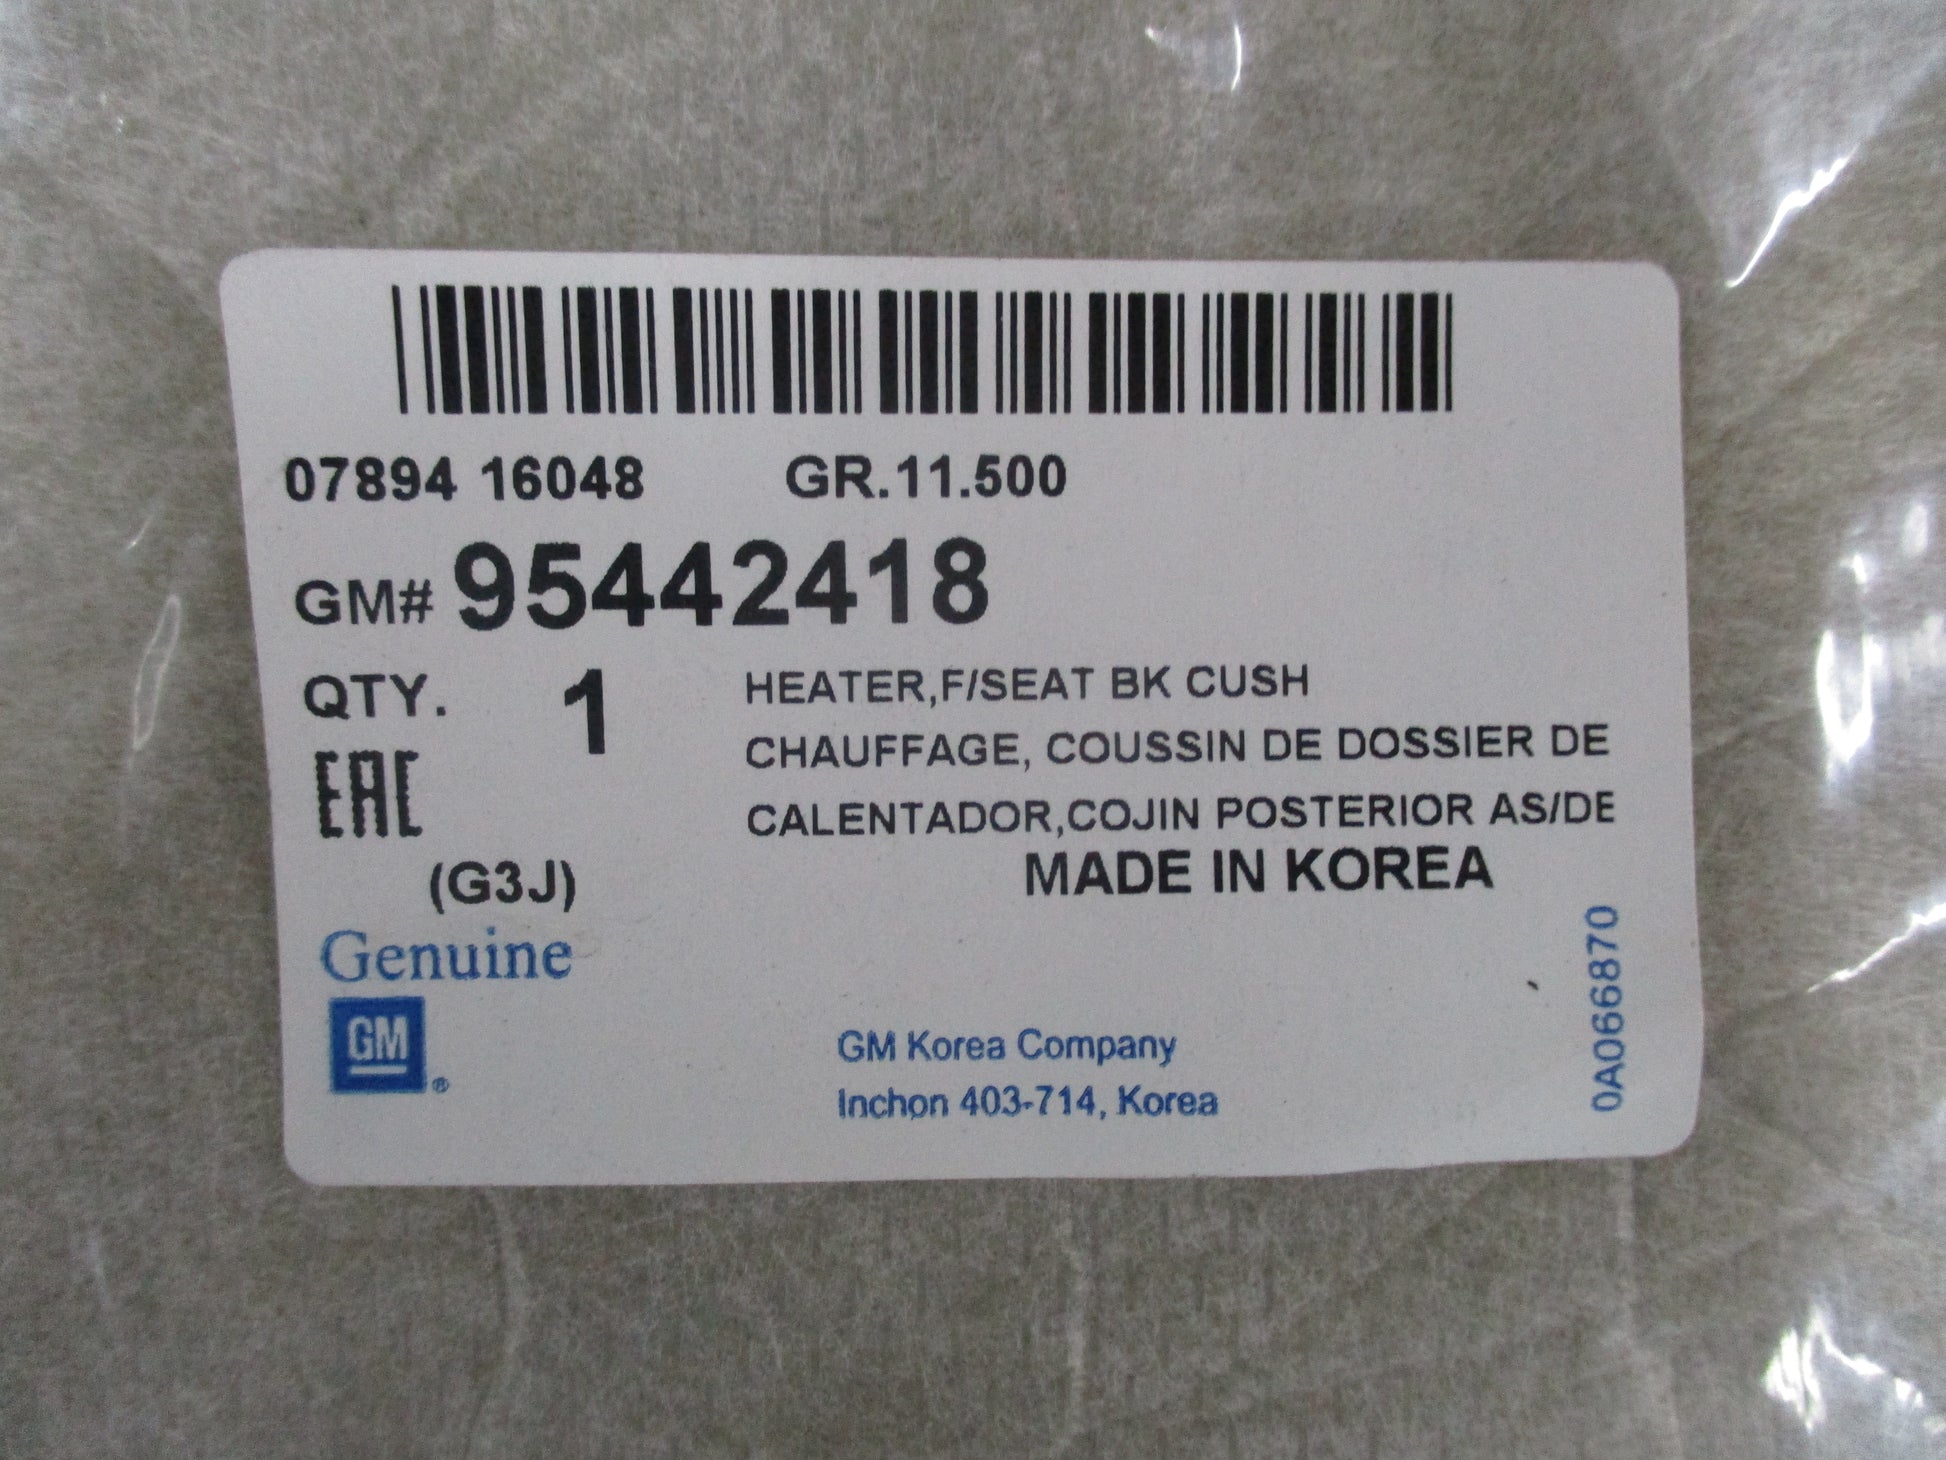 07894 16048 GR.11.500
GM# 95442418
QTY. 1
HEATER,F/SEAT BK CUSH
CHAUFFAGE, COUSSIN DE DOSSIER DE
CALENTADOR,COJIN POSTERIOR AS/DE
EAC
MADE IN KOREA
(G3J)
Genuine
GM®
GM Korea Company
Inchon 403-714, Korea
0A066870